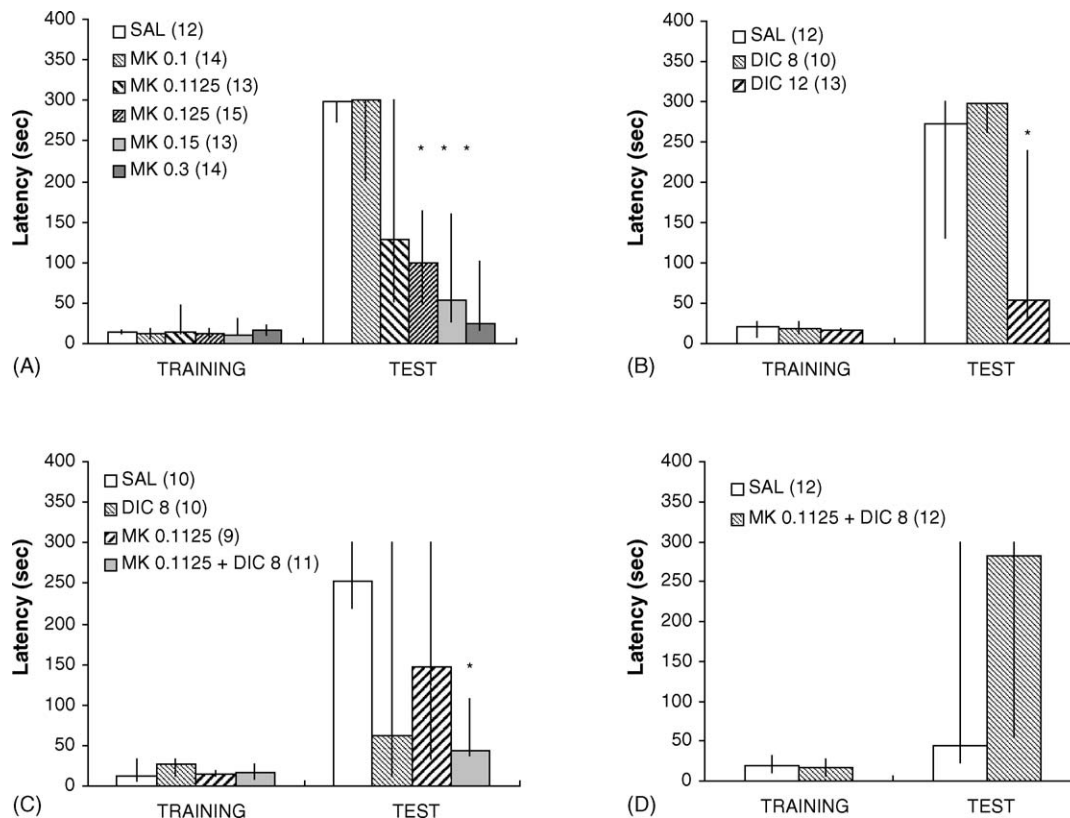 SAL (12)
MK 0.1 (14)
MK 0.1125 (13)
MK 0.125 (15)
MK 0.15 (13)
MK 0.3 (14)
400
350
300
250
200
150
100
50
0
Latency (sec)
* * *
TRAINING TEST
(A)
SAL (12)
DIC 8 (10)
DIC 12 (13)
400
350
300
250
200
150
100
50
0
Latency (sec)
*
TRAINING TEST
(B)
SAL (10)
DIC 8 (10)
MK 0.1125 (9)
MK 0.1125 + DIC 8 (11)
400
350
300
250
200
150
100
50
0
Latency (sec)
*
TRAINING TEST
(C)
SAL (12)
MK 0.1125 + DIC 8 (12)
400
350
300
250
200
150
100
50
0
Latency (sec)
TRAINING TEST
(D)